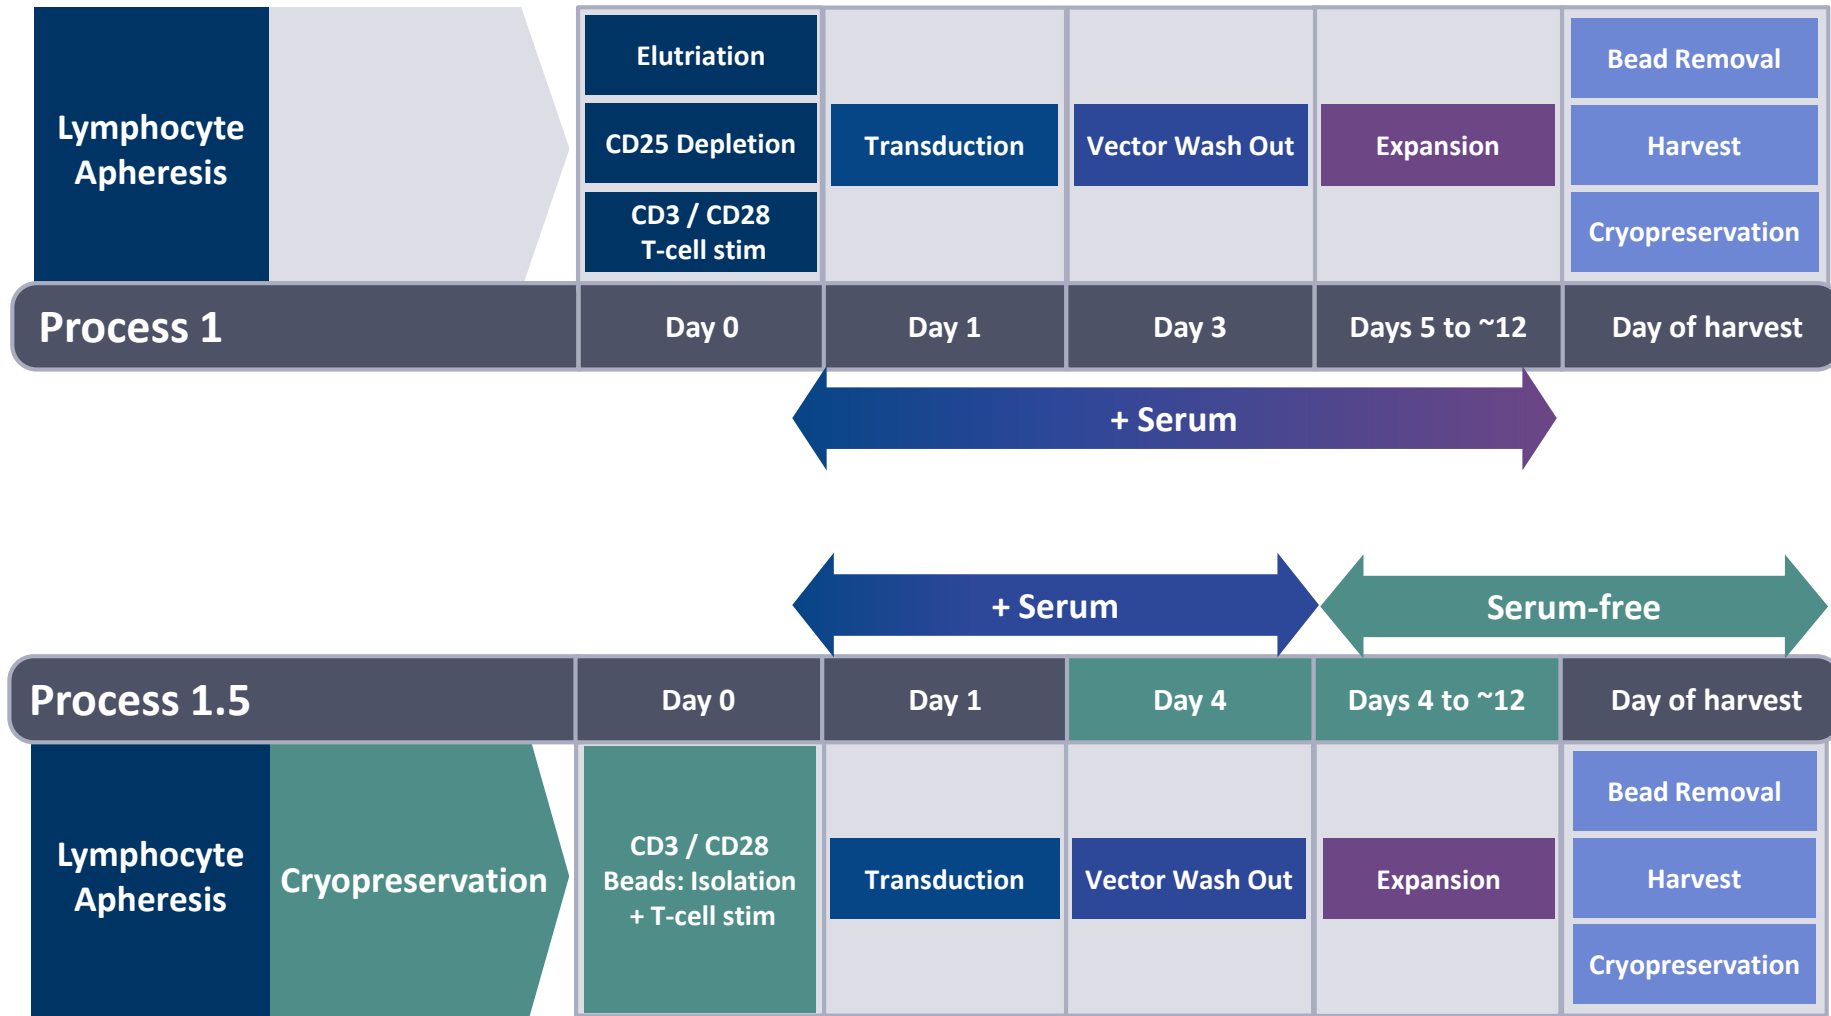 Lymphocyte
Apheresis
Elutriation
CD25 Depletion
CD3 / CD28
T-cell stim
Transduction
Vector Wash Out
Expansion
Bead Removal
Harvest
Cryopreservation
Process 1
Day 0
Day 1
Day 3
Days 5 to ~12
Day of harvest
+ Serum
+ Serum
Serum-free
Process 1.5
Day 0
Day 1
Day 4
Days 4 to ~12
Day of harvest
Lymphocyte
Apheresis
Cryopreservation
CD3 / CD28
Beads: Isolation
+ T-cell stim
Transduction
Vector Wash Out
Expansion
Bead Removal
Harvest
Cryopreservation